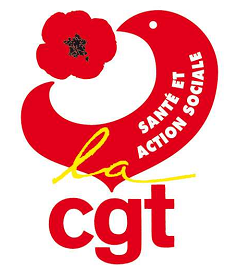 SANTÉ ET
ACTION SOCIALE
la
cgt